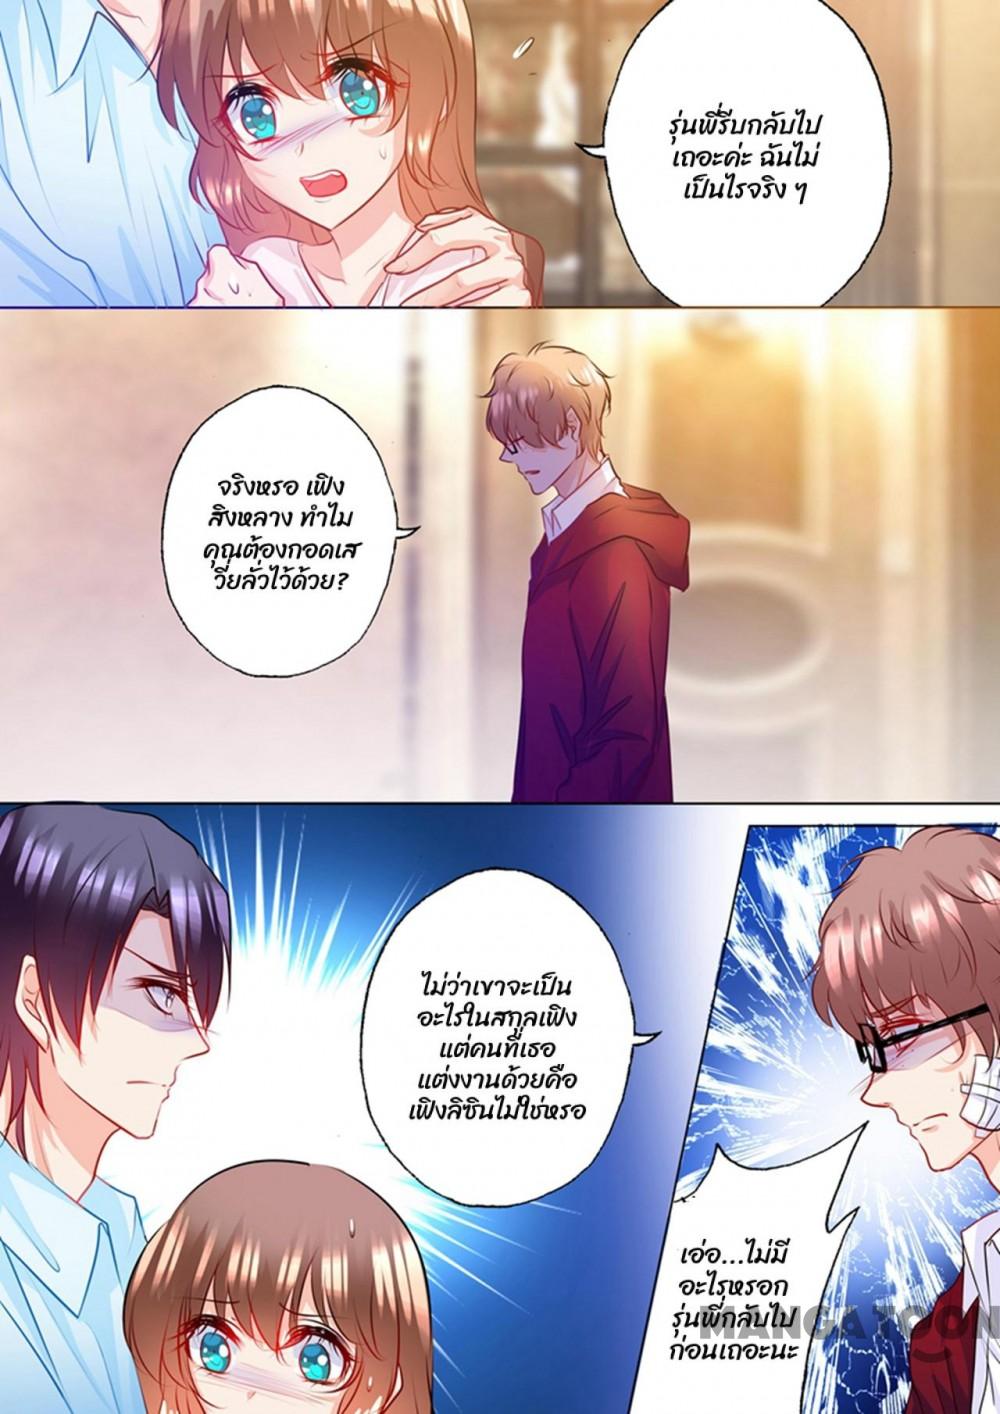 รุ่นพี่รีบกลับไป
เถอะค่ะ ฉันไม่
เป็นไรจริง ๆ
จริงหรอ เฟิง
สิงหลาง ทำไม
คุณต้องกอดเส
วี่ยลั่วไว้ด้วย?
ไม่ว่าเขาจะเป็น
อะไรในสกุลเฟิง
แต่คนที่เธอ
แต่งงานด้วยคือ
เฟิงลิซินไม่ใช่หรอ
เอ่อ...ไม่มี
อะไรหรอก
รุ่นพี่กลับไป
ก่อนเถอะนะ
MANGATOON